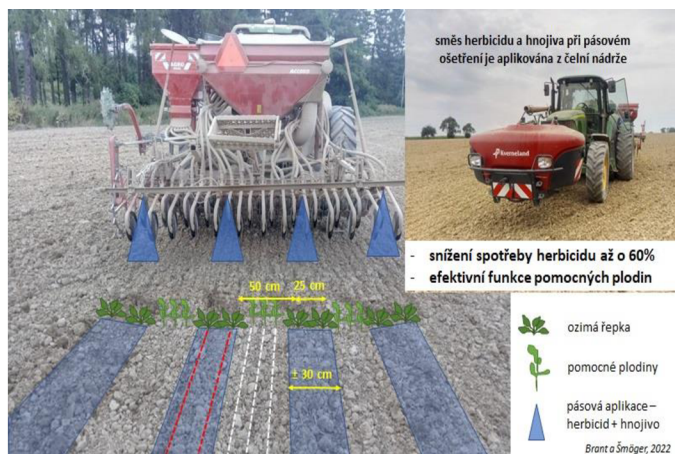 směs herbicidu a hnojiva při pásovém
ošetření je aplikována z čelní nádrže
Kverneland
- snížení spotřeby herbicidu až o 60%
- efektivní funkce pomocných plodin
50 cm
25 cm
± 30 cm
ozimá řepka
pomocné plodiny
pásová aplikace –
herbicid + hnojivo
Brant a Šmöger, 2022